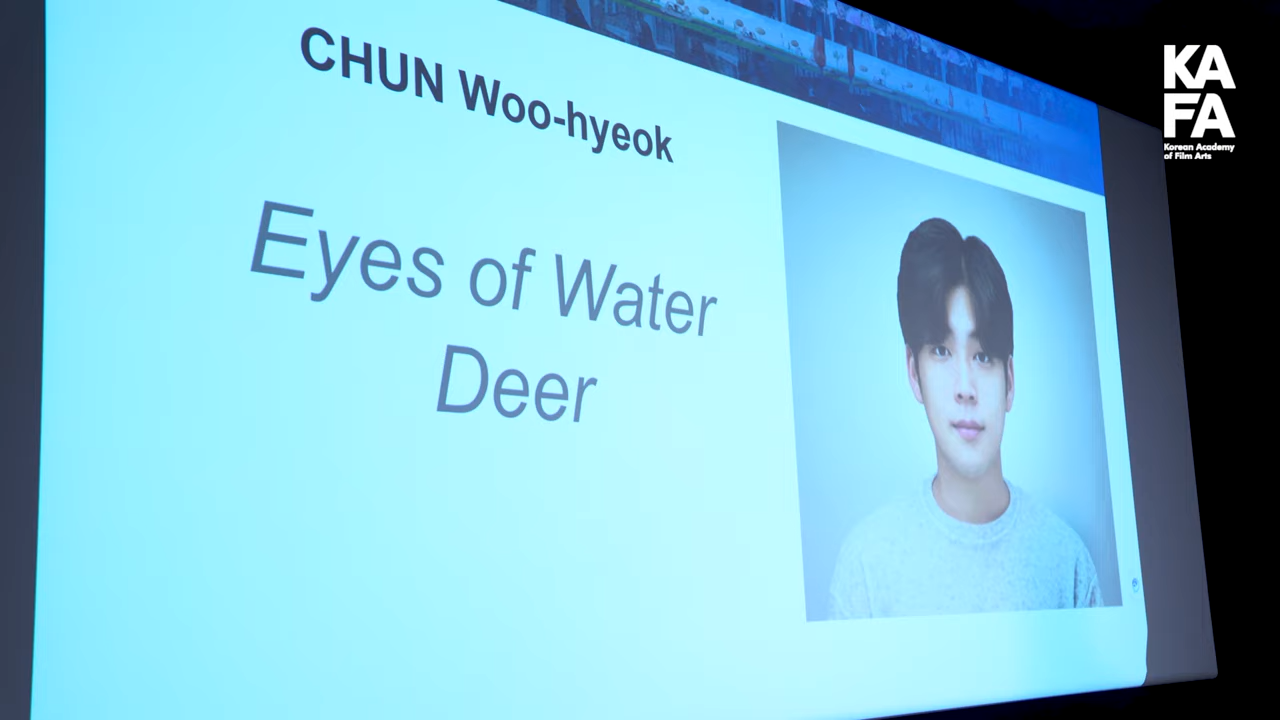 CHUN Woo-hyeok
Eyes of Water
Deer
KA
FA
Korean Academy
of Film Arts